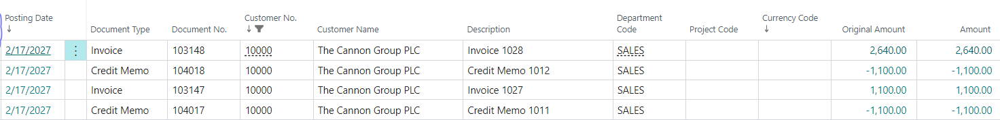 Posting Date ↓ Document Type Document No. Customer No. ↓ Customer Name Description Department Code Project Code Currency Code ↓ Original Amount Amount
2/17/2027 Invoice 103148 10000 The Cannon Group PLC Invoice 1028 SALES 2,640.00 2,640.00
2/17/2027 Credit Memo 104018 10000 The Cannon Group PLC Credit Memo 1012 SALES -1,100.00 -1,100.00
2/17/2027 Invoice 103147 10000 The Cannon Group PLC Invoice 1027 SALES 1,100.00 1,100.00
2/17/2027 Credit Memo 104017 10000 The Cannon Group PLC Credit Memo 1011 SALES -1,100.00 -1,100.00